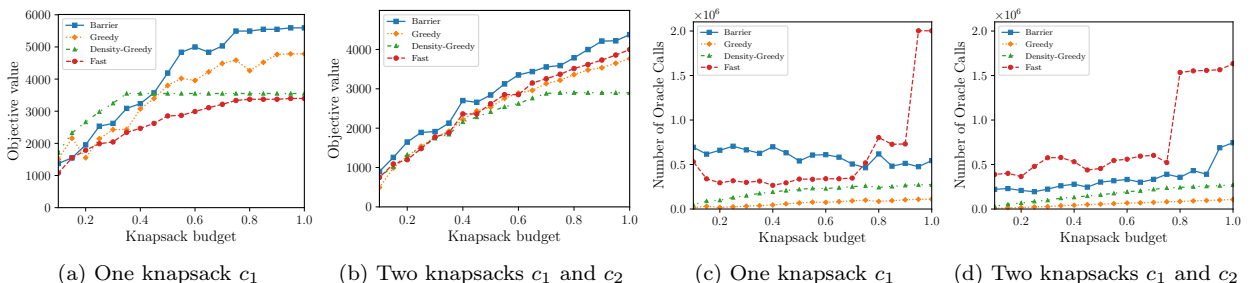 Objective value
6000
5000
4000
3000
2000
1000
0
Barrier
Greedy
Density-Greedy
Fast
0.2 0.4 0.6 0.8 1.0
Knapsack budget
(a) One knapsack c₁
Objective value
4000
3000
2000
1000
0
Barrier
Greedy
Density-Greedy
Fast
0.2 0.4 0.6 0.8 1.0
Knapsack budget
(b) Two knapsacks c₁ and c₂
×10⁶
Number of Oracle Calls
2.0
1.5
1.0
0.5
0.0
Barrier
Greedy
Density-Greedy
Fast
0.2 0.4 0.6 0.8 1.0
Knapsack budget
(c) One knapsack c₁
×10⁶
Number of Oracle Calls
2.0
1.5
1.0
0.5
0.0
Barrier
Greedy
Density-Greedy
Fast
0.2 0.4 0.6 0.8 1.0
Knapsack budget
(d) Two knapsacks c₁ and c₂